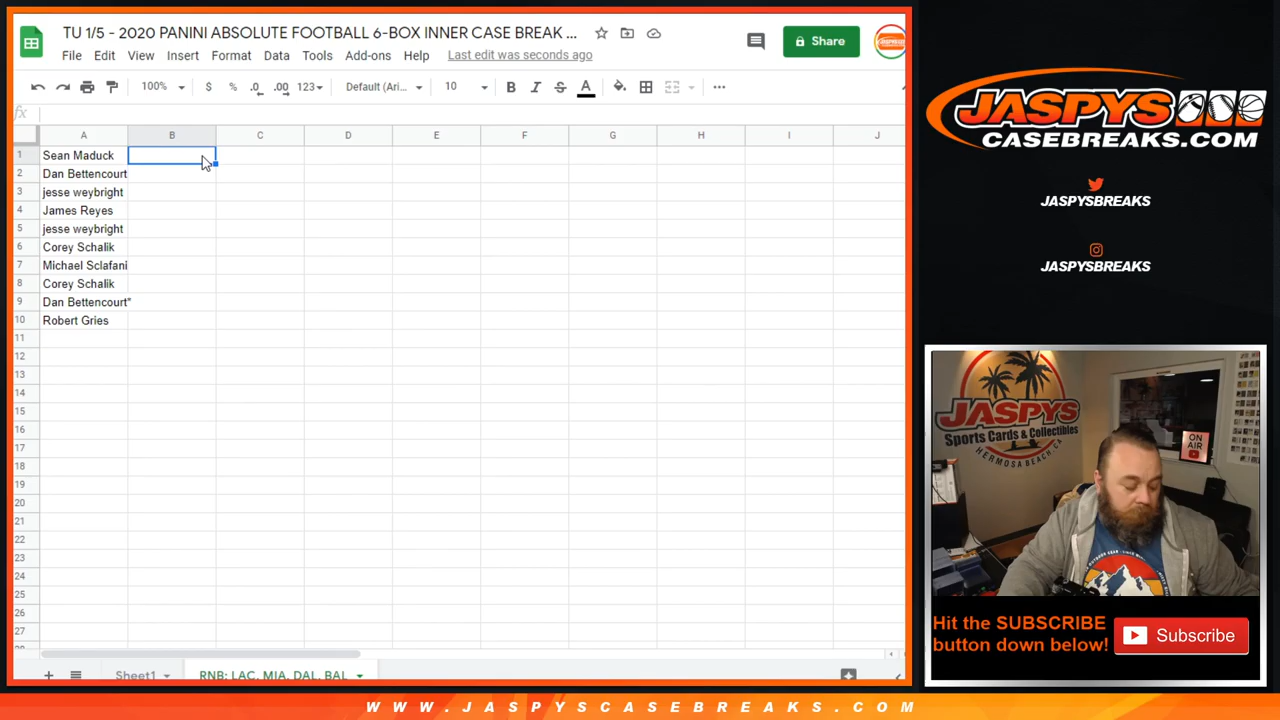 TU 1/5 - 2020 PANINI ABSOLUTE FOOTBALL 6-BOX INNER CASE BREAK ...
File Edit View Insert Format Data Tools Add-ons Help Last edit was seconds ago
Share
100% $ % .0 .00 123 Default (Ari... 10 B I S A ...
fx
A B C D E F G H I J
1 Sean Maduck
2 Dan Bettencourt
3 jesse weybright
4 James Reyes
5 jesse weybright
6 Corey Schalik
7 Michael Sclafani
8 Corey Schalik
9 Dan Bettencourt*
10 Robert Gries
11
12
13
14
15
16
17
18
19
20
21
22
23
24
25
26
27
28
+ Sheet1 RNB: LAC, MIA, DAL, BAL
JASPYS
CASEBREAKS.COM
JASPYSBREAKS
JASPYSBREAKS
JASPYS
Sports Cards & Collectibles
HERMOSA BEACH, CA
ON
AIR
Hit the SUBSCRIBE
button down below!
Subscribe
WWW.JASPYSCASEBREAKS.COM